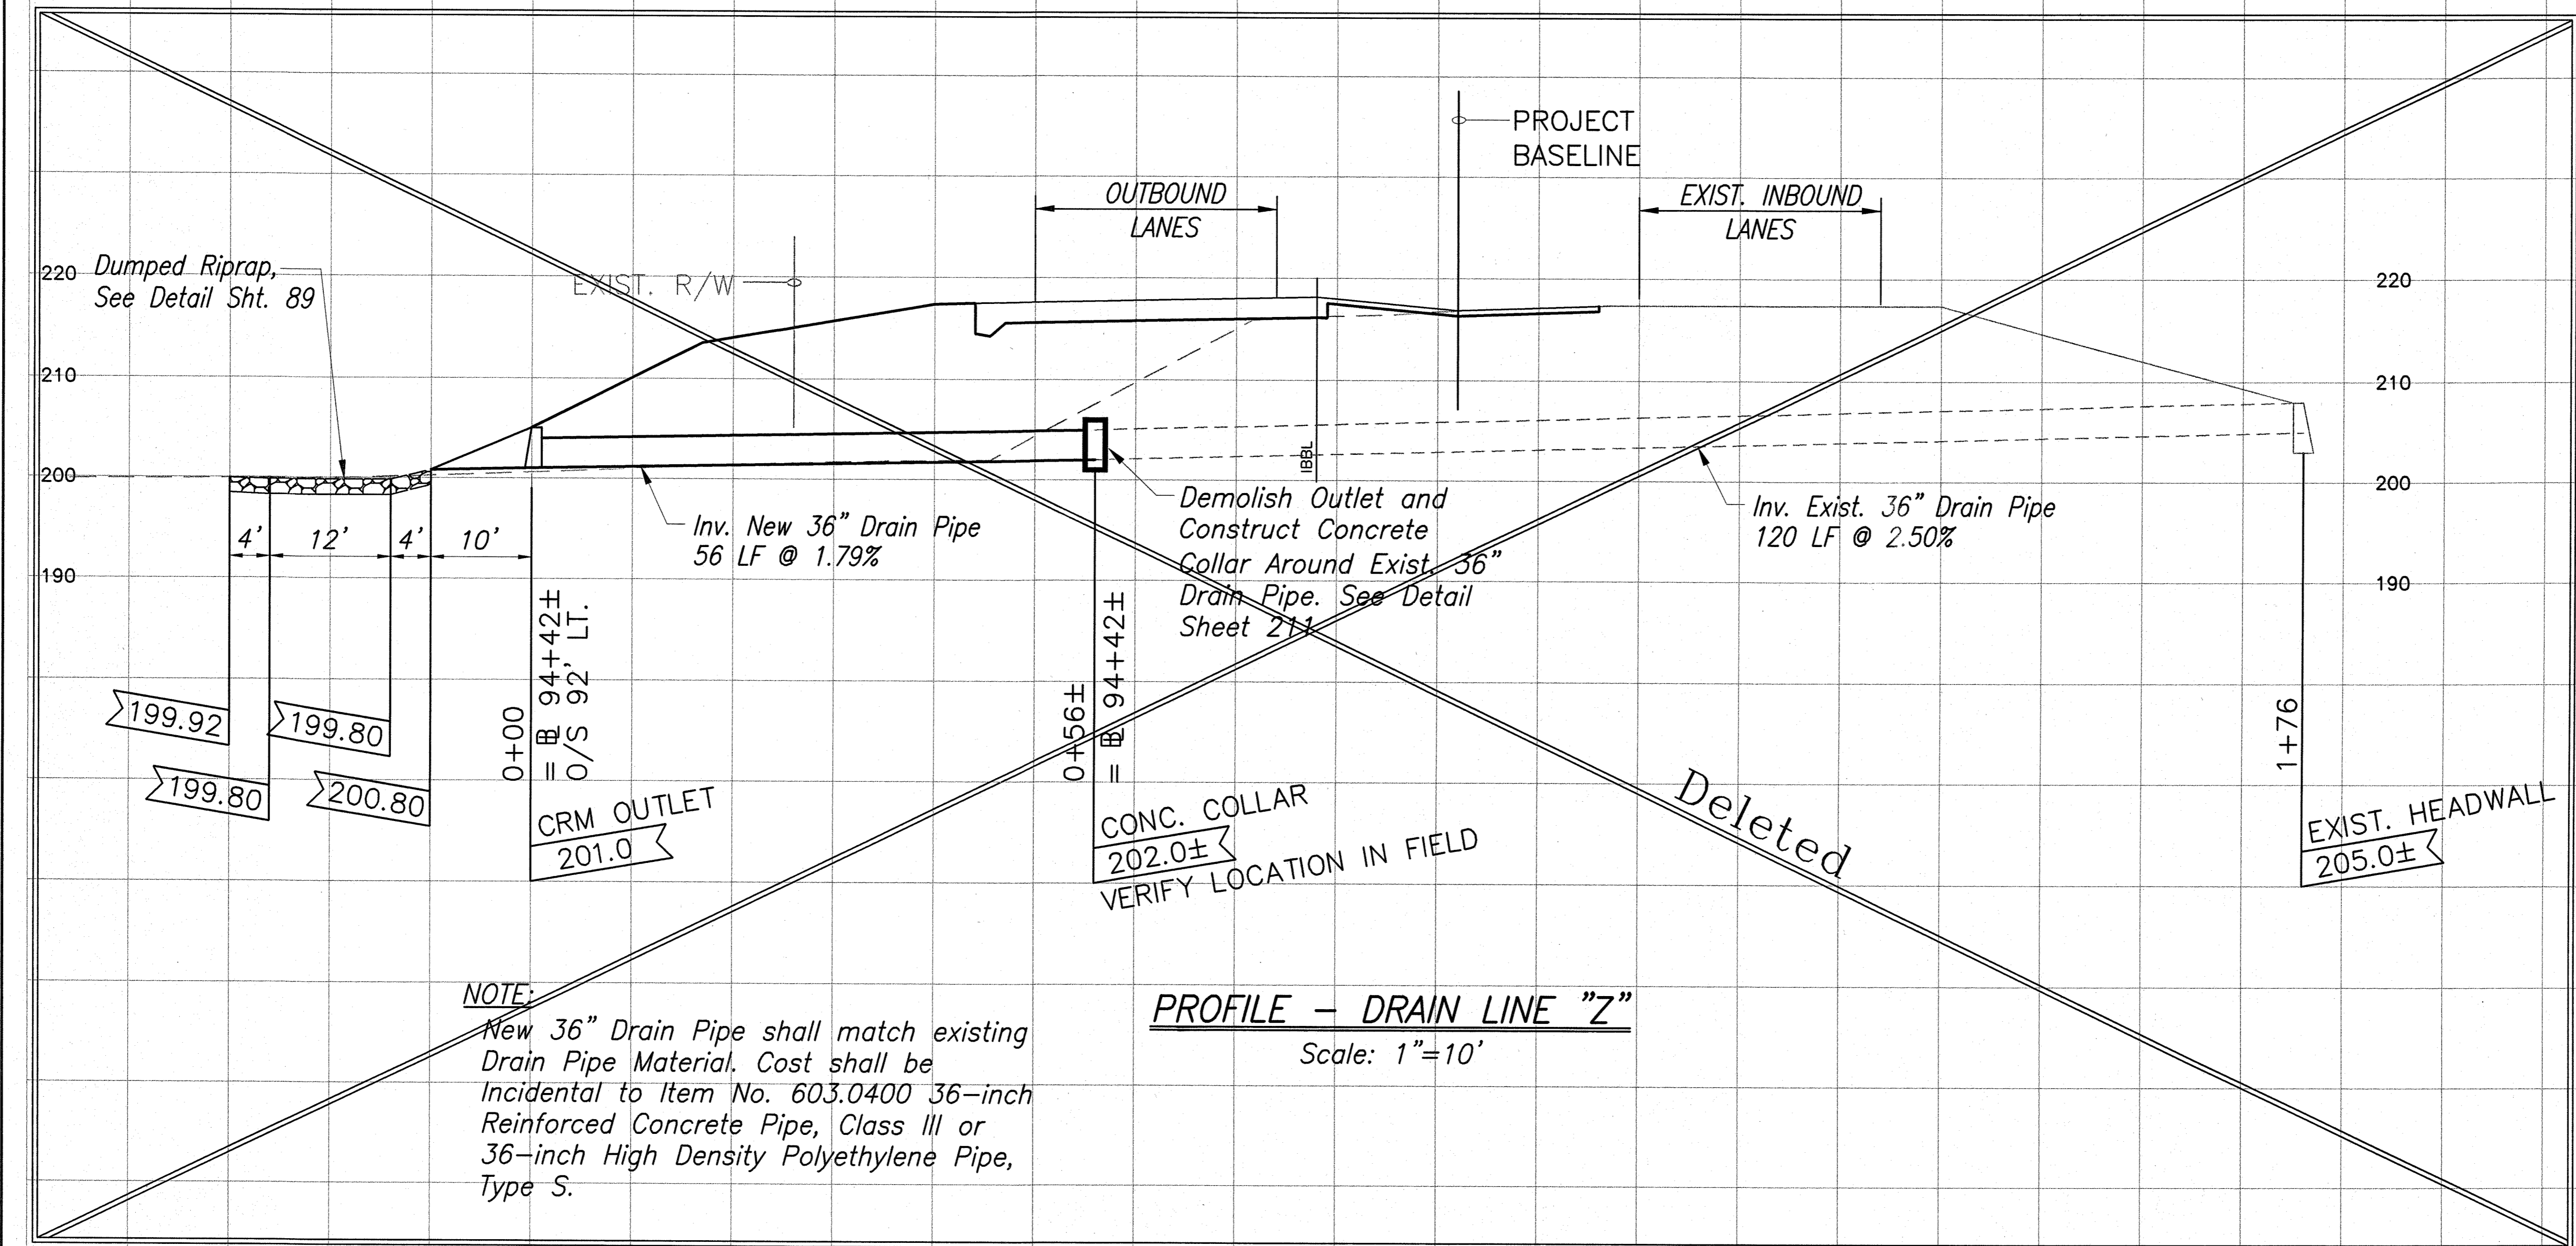 PROJECT
BASELINE
OUTBOUND
LANES
EXIST. INBOUND
LANES
220
Dumped Riprap,
See Detail Sht. 89
EXIST. R/W
220
210
210
200
200
190
190
IBBL
4'
12'
4'
10'
Inv. New 36" Drain Pipe
56 LF @ 1.79%
Demolish Outlet and
Construct Concrete
Collar Around Exist. 36"
Drain Pipe. See Detail
Sheet 211
Inv. Exist. 36" Drain Pipe
120 LF @ 2.50%
199.92
199.80
199.80
200.80
0+00
= BL 94+42±
O/S 92' LT.
CRM OUTLET
201.0
0+56±
= BL 94+42±
CONC. COLLAR
202.0±
VERIFY LOCATION IN FIELD
Deleted
1+76
EXIST. HEADWALL
205.0±
NOTE:
New 36" Drain Pipe shall match existing
Drain Pipe Material. Cost shall be
Incidental to Item No. 603.0400 36-inch
Reinforced Concrete Pipe, Class III or
36-inch High Density Polyethylene Pipe,
Type S.
PROFILE - DRAIN LINE "Z"
Scale: 1"=10'